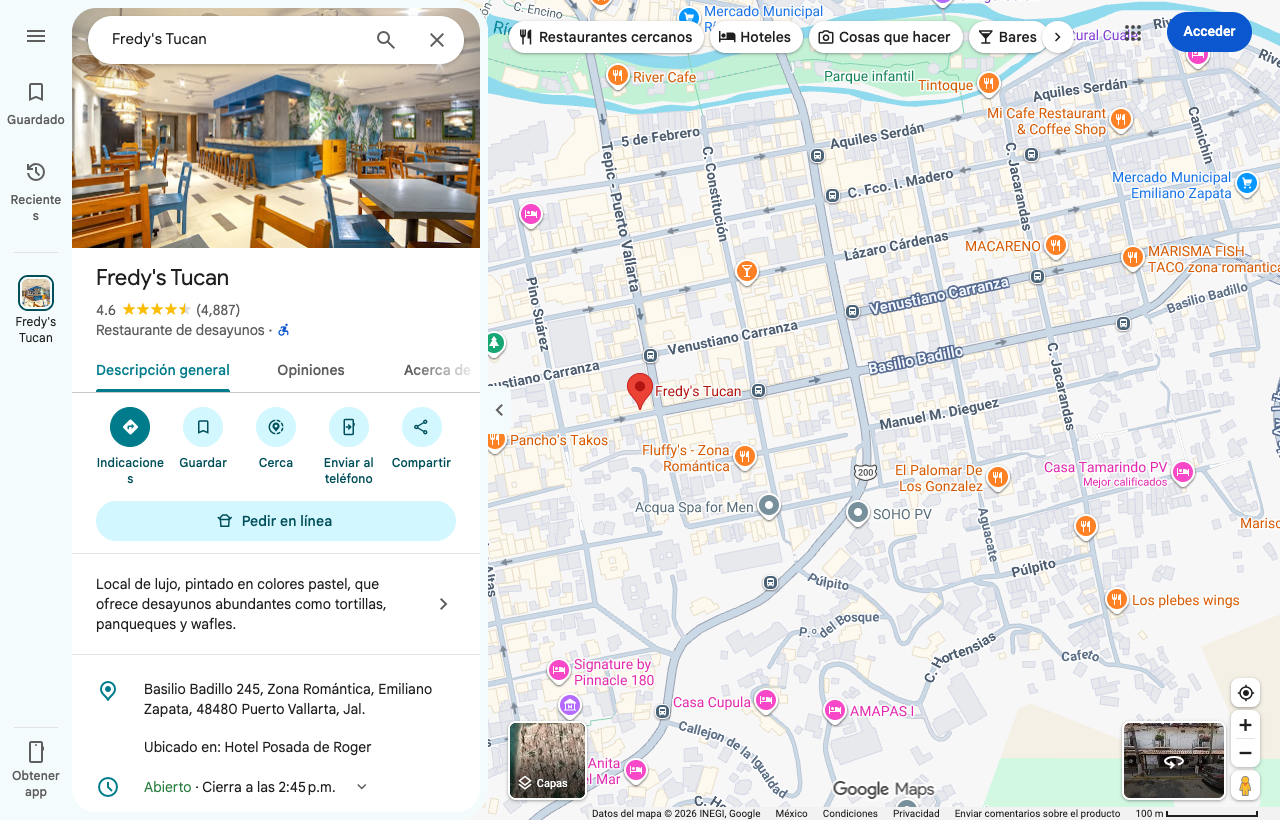 Fredy's Tucan
Guardado
Reciente
s
Fredy's
Tucan
Obtener
app
Fredy's Tucan
4.6
(4,887)
Restaurante de desayunos ·
Descripción general
Opiniones
Acerca de
Indicacione
s
Guardar
Cerca
Enviar al
teléfono
Compartir
Pedir en línea
Local de lujo, pintado en colores pastel, que
ofrece desayunos abundantes como tortillas,
panqueques y wafles.
Basilio Badillo 245, Zona Romántica, Emiliano
Zapata, 48480 Puerto Vallarta, Jal.
Ubicado en: Hotel Posada de Roger
Abierto · Cierra a las 2:45 p.m.
Restaurantes cercanos
Hoteles
Cosas que hacer
Bares
Acceder
C. Encino
Mercado Municipal
River Cafe
Parque infantil
Tintoque
Aquiles Serdán
Mi Cafe Restaurant
& Coffee Shop
5 de Febrero
Aquiles Serdán
Camichin
Tepic - Puerto Vallarta
C. Constitución
C. Jacarandas
C. Fco. I. Madero
Mercado Municipal
Emiliano Zapata
Lázaro Cárdenas
MACARENO
MARISMA FISH
TACO zona romantica
Pino Suárez
Venustiano Carranza
Basilio Badillo
Venustiano Carranza
ustiano Carranza
Basilio Badillo
C. Jacarandas
Fredy's Tucan
Manuel M. Dieguez
Pancho's Takos
Fluffy's - Zona
Romántica
200
El Palomar De
Los Gonzalez
Casa Tamarindo PV
Mejor calificados
Acqua Spa for Men
SOHO PV
Aguacate
Púlpito
Púlpito
Los plebes wings
P.º del Bosque
C. Hortensias
Cafeto
Signature by
Pinnacle 180
Casa Cupula
AMAPAS I
Callejon de la Igualdad
Anita
el Mar
Capas
Google Maps
Datos del mapa © 2026 INEGI, Google
México
Condiciones
Privacidad
Enviar comentarios sobre el producto
100 m